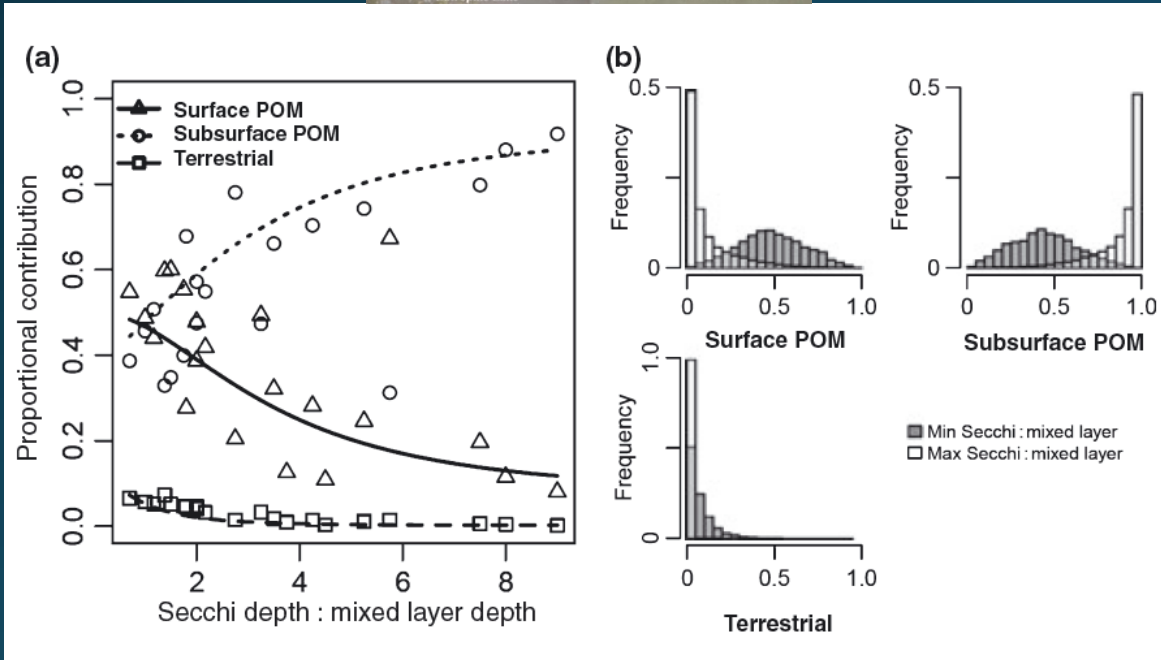 (a)
1.0
0.8
0.6
0.4
0.2
0.0
Proportional contribution
Surface POM
Subsurface POM
Terrestrial
2 4 6 8
Secchi depth : mixed layer depth
(b)
0.5
0
Frequency
0 0.5 1.0
Surface POM
0.5
0
Frequency
0 0.5 1.0
Subsurface POM
1.0
0
Frequency
0 0.5 1.0
Terrestrial
Min Secchi : mixed layer
Max Secchi : mixed layer